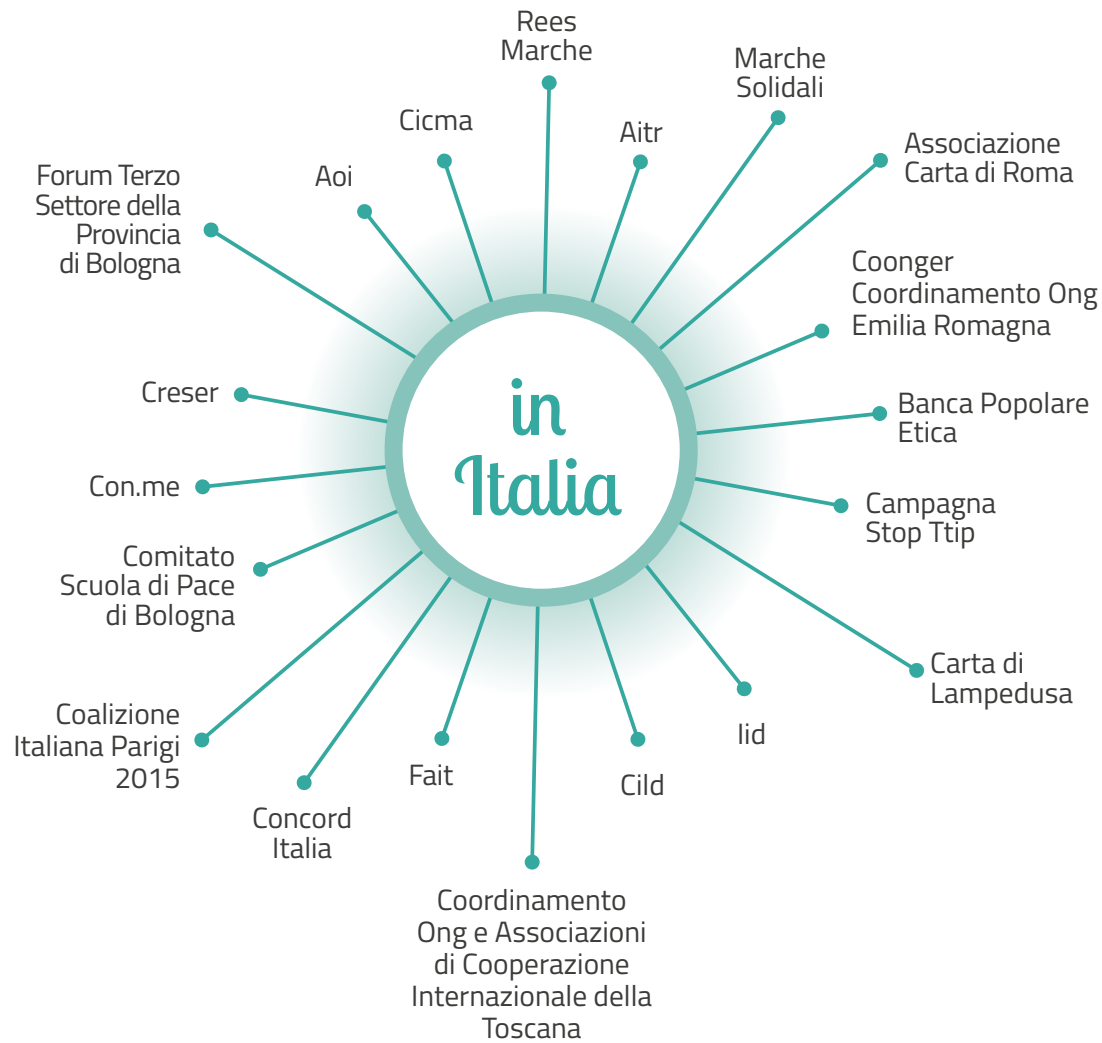 Rees
Marche
Marche
Solidali
Cicma
Aitr
Associazione
Carta di Roma
Forum Terzo
Settore della
Provincia
di Bologna
Aoi
Coonger
Coordinamento Ong
Emilia Romagna
in
Italia
Creser
Banca Popolare
Etica
Con.me
Campagna
Stop Ttip
Comitato
Scuola di Pace
di Bologna
Carta di
Lampedusa
Coalizione
Italiana Parigi
2015
Iid
Fait
Cild
Concord
Italia
Coordinamento
Ong e Associazioni
di Cooperazione
Internazionale della
Toscana